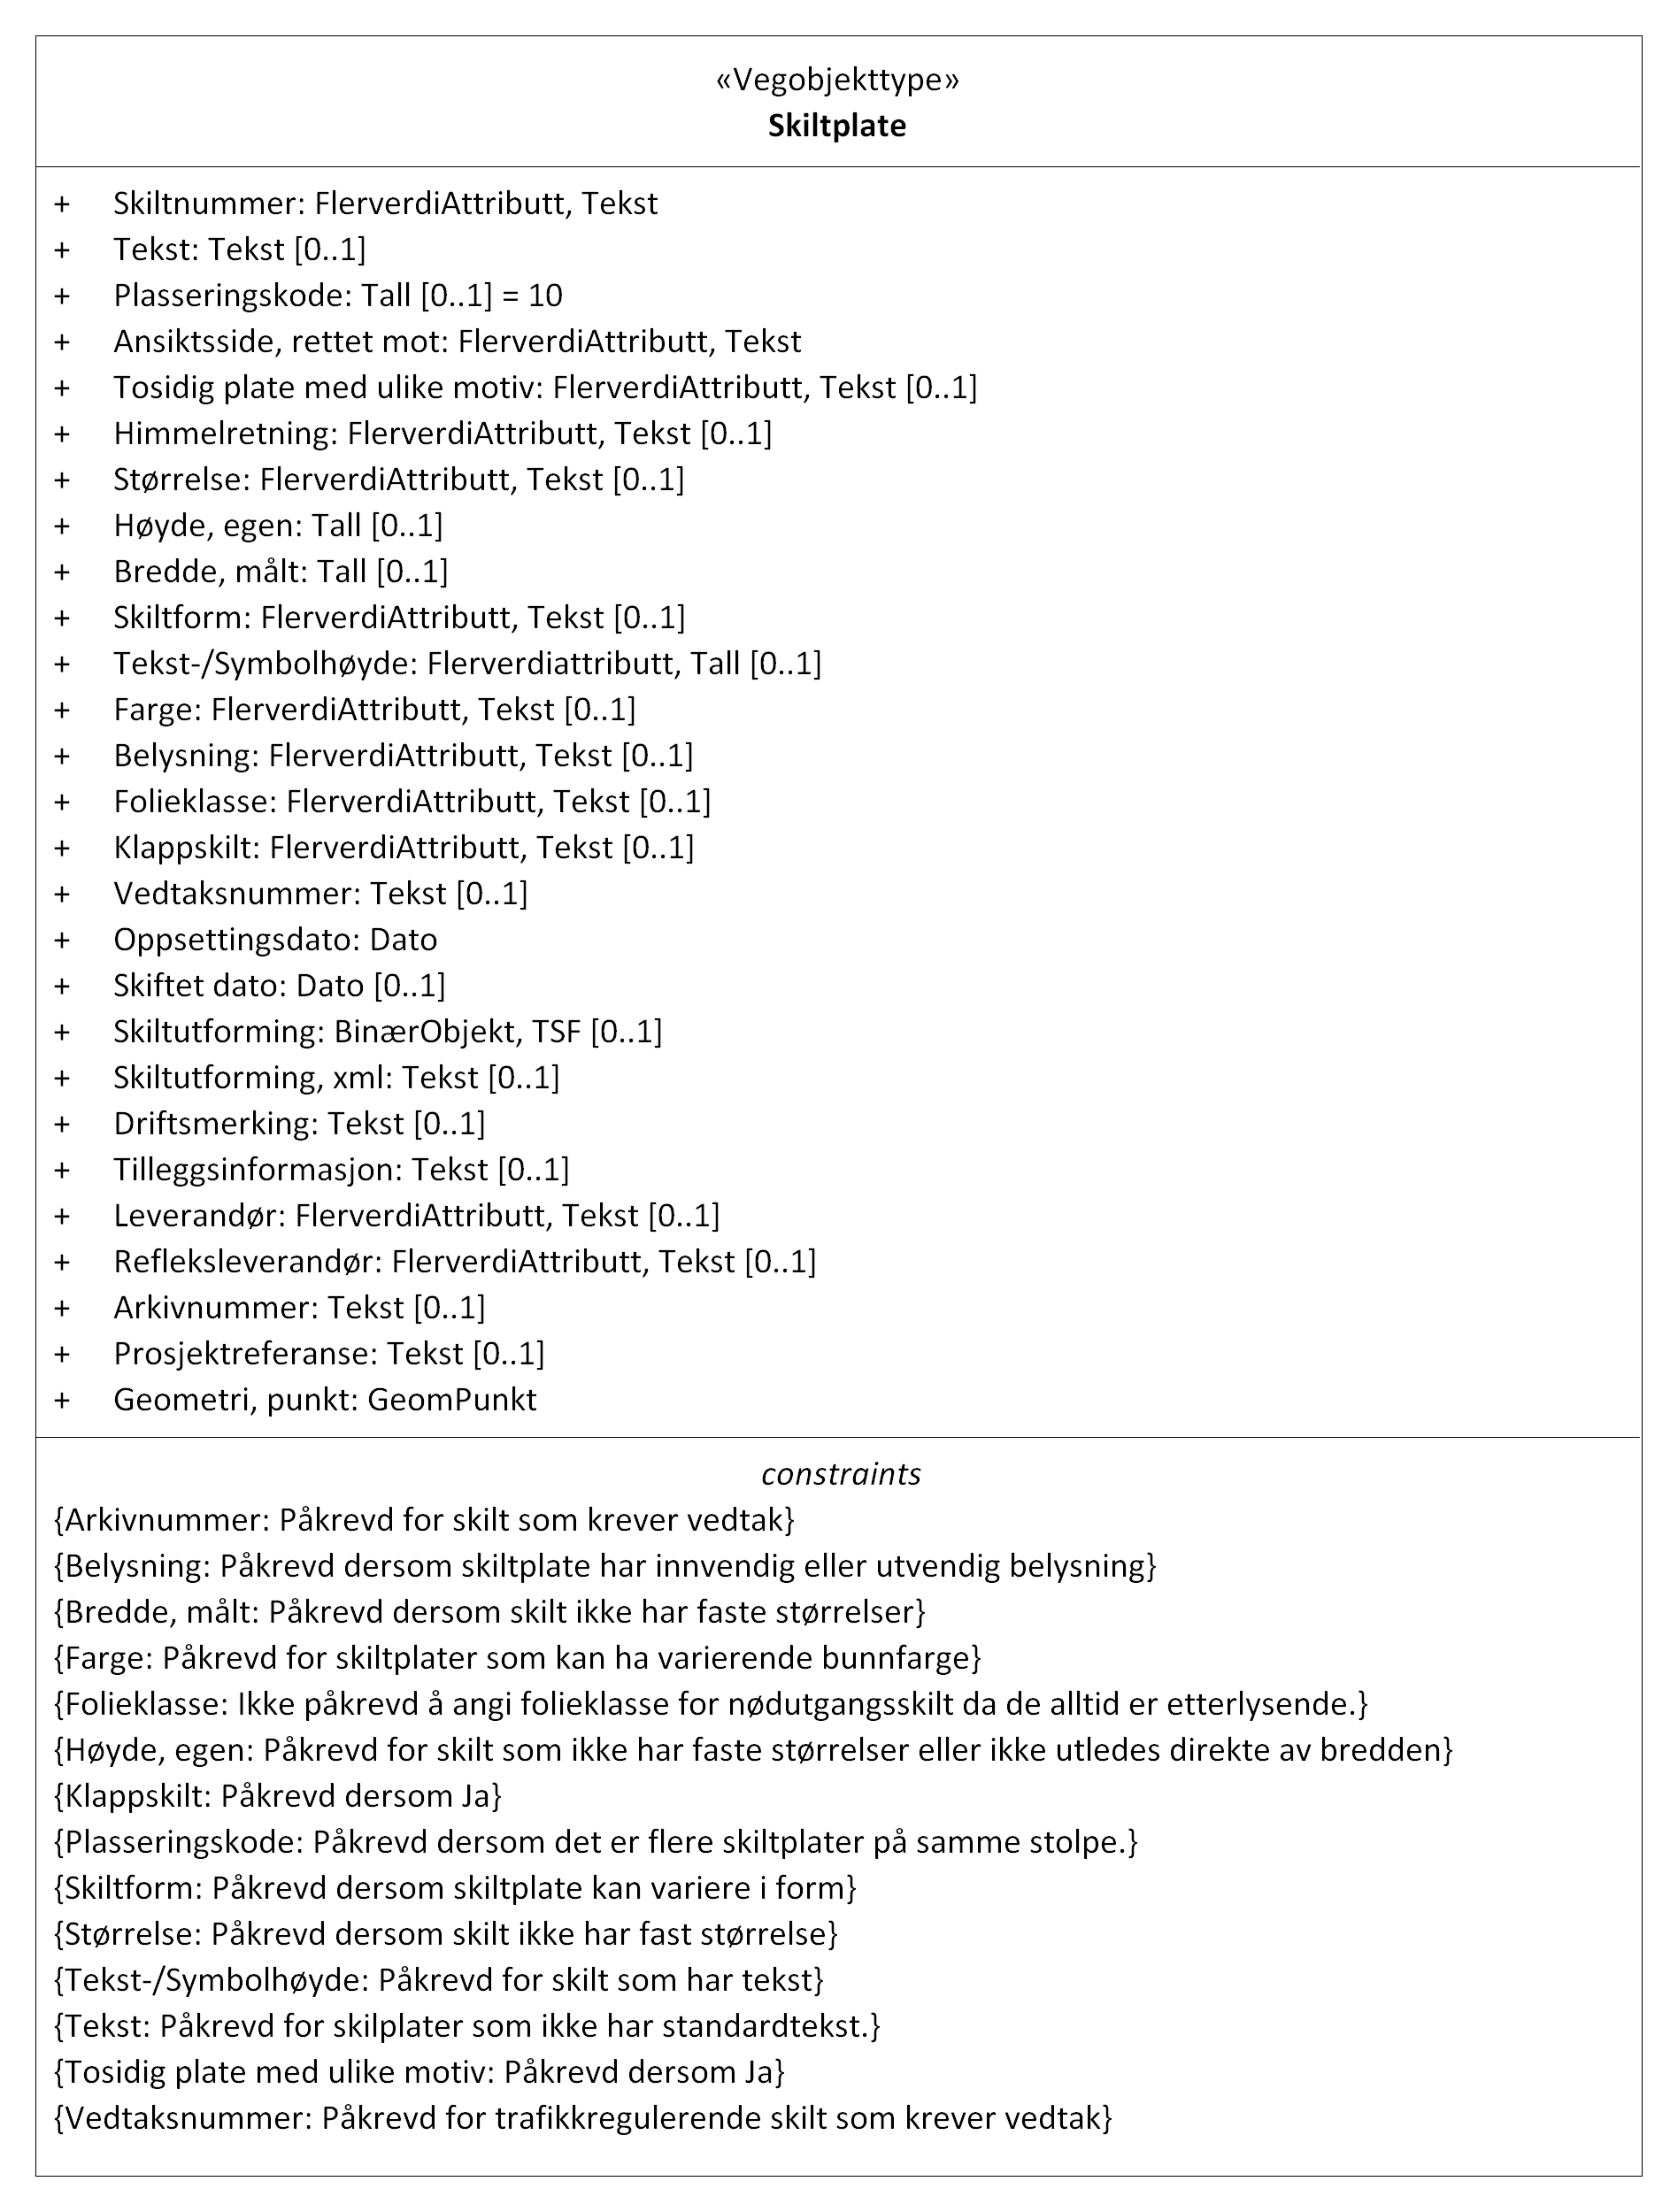 «Vegobjekttype»
Skiltplate
+ Skiltnummer: FlerverdiAttributt, Tekst
+ Tekst: Tekst [0..1]
+ Plasseringskode: Tall [0..1] = 10
+ Ansiktsside, rettet mot: FlerverdiAttributt, Tekst
+ Tosidig plate med ulike motiv: FlerverdiAttributt, Tekst [0..1]
+ Himmelretning: FlerverdiAttributt, Tekst [0..1]
+ Størrelse: FlerverdiAttributt, Tekst [0..1]
+ Høyde, egen: Tall [0..1]
+ Bredde, målt: Tall [0..1]
+ Skiltform: FlerverdiAttributt, Tekst [0..1]
+ Tekst-/Symbolhøyde: Flerverdiattributt, Tall [0..1]
+ Farge: FlerverdiAttributt, Tekst [0..1]
+ Belysning: FlerverdiAttributt, Tekst [0..1]
+ Folieklasse: FlerverdiAttributt, Tekst [0..1]
+ Klappskilt: FlerverdiAttributt, Tekst [0..1]
+ Vedtaksnummer: Tekst [0..1]
+ Oppsettingsdato: Dato
+ Skiftet dato: Dato [0..1]
+ Skiltutforming: BinærObjekt, TSF [0..1]
+ Skiltutforming, xml: Tekst [0..1]
+ Driftsmerking: Tekst [0..1]
+ Tilleggsinformasjon: Tekst [0..1]
+ Leverandør: FlerverdiAttributt, Tekst [0..1]
+ Refleksleverandør: FlerverdiAttributt, Tekst [0..1]
+ Arkivnummer: Tekst [0..1]
+ Prosjektreferanse: Tekst [0..1]
+ Geometri, punkt: GeomPunkt
constraints
{Arkivnummer: Påkrevd for skilt som krever vedtak}
{Belysning: Påkrevd dersom skiltplate har innvendig eller utvendig belysning}
{Bredde, målt: Påkrevd dersom skilt ikke har faste størrelser}
{Farge: Påkrevd for skiltplater som kan ha varierende bunnfarge}
{Folieklasse: Ikke påkrevd å angi folieklasse for nødutgangsskilt da de alltid er etterlysende.}
{Høyde, egen: Påkrevd for skilt som ikke har faste størrelser eller ikke utledes direkte av bredden}
{Klappskilt: Påkrevd dersom Ja}
{Plasseringskode: Påkrevd dersom det er flere skiltplater på samme stolpe.}
{Skiltform: Påkrevd dersom skiltplate kan variere i form}
{Størrelse: Påkrevd dersom skilt ikke har fast størrelse}
{Tekst-/Symbolhøyde: Påkrevd for skilt som har tekst}
{Tekst: Påkrevd for skilplater som ikke har standardtekst.}
{Tosidig plate med ulike motiv: Påkrevd dersom Ja}
{Vedtaksnummer: Påkrevd for trafikkregulerende skilt som krever vedtak}